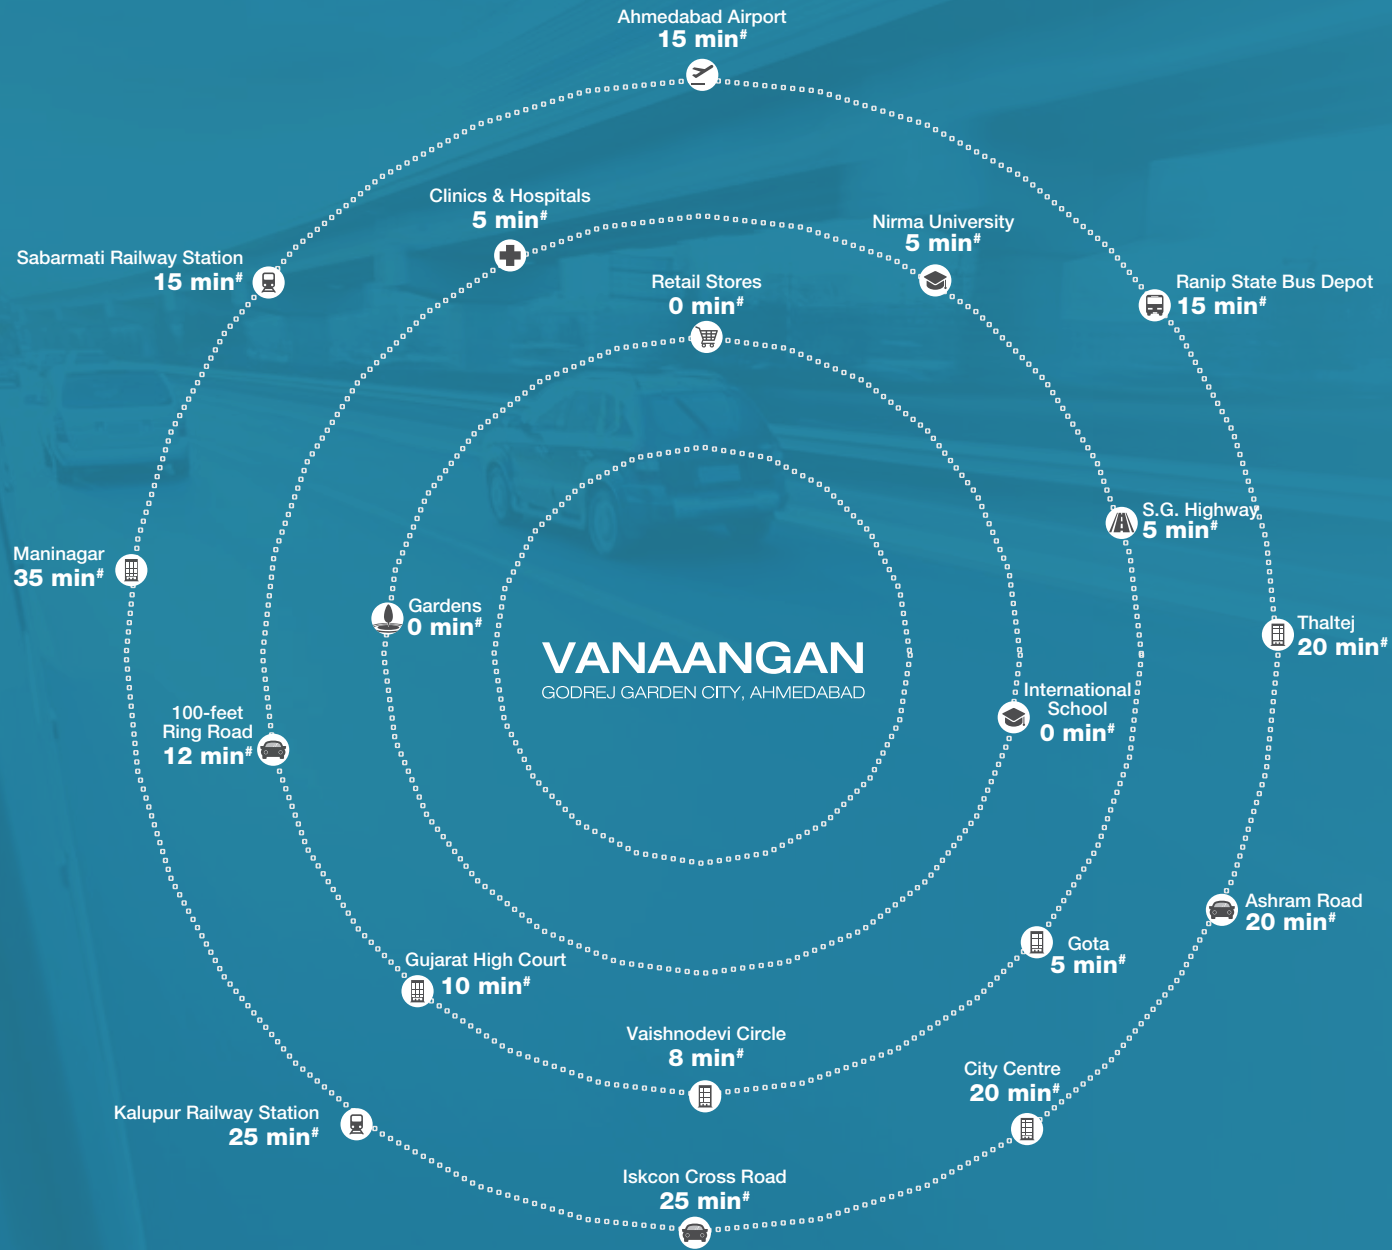 Ahmedabad Airport
15 min#
Clinics & Hospitals
5 min#
Nirma University
5 min#
Sabarmati Railway Station
15 min#
Retail Stores
0 min#
Ranip State Bus Depot
15 min#
S.G. Highway
5 min#
Maninagar
35 min#
Gardens
0 min#
Thaltej
20 min#
VANAANGAN
GODREJ GARDEN CITY, AHMEDABAD
International
School
0 min#
100-feet
Ring Road
12 min#
Ashram Road
20 min#
Gota
5 min#
Gujarat High Court
10 min#
Vaishnodevi Circle
8 min#
City Centre
20 min#
Kalupur Railway Station
25 min#
Iskcon Cross Road
25 min#